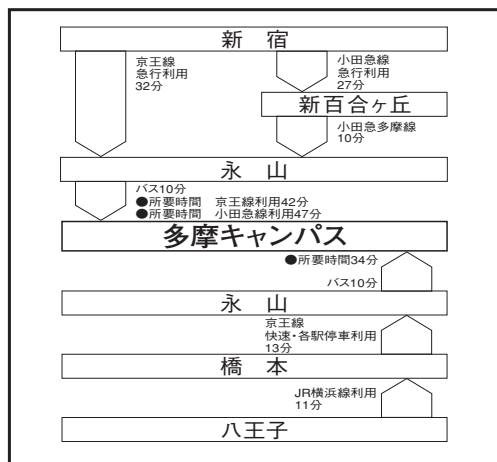 新 宿
京王線
急行利用
32分
小田急線
急行利用
27分
新百合ヶ丘
小田急多摩線
10分
永 山
バス10分
●所要時間 京王線利用42分
●所要時間 小田急線利用47分
多摩キャンパス
●所要時間34分
バス10分
永 山
京王線
快速・各駅停車利用
13分
橋 本
JR横浜線利用
11分
八王子